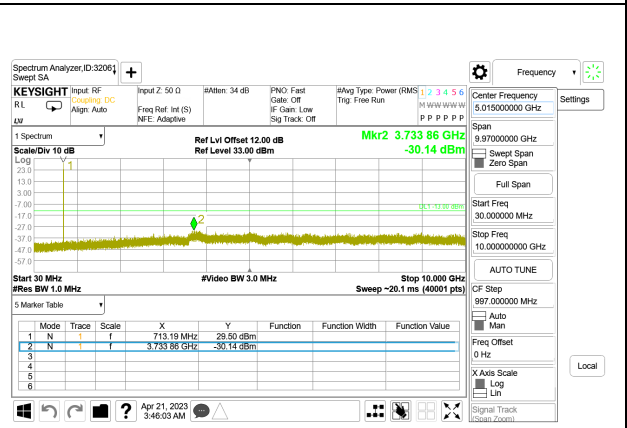 Spectrum Analyzer,ID:32061
Swept SA
+
Frequency
KEYSIGHT
Input: RF
Input Z: 50 Ω
#Atten: 34 dB
PNO: Fast
#Avg Type: Power (RMS
1 2 3 4 5 6
RL
Coupling: DC
Gate: Off
Trig: Free Run
M W W W W W
Align: Auto
Freq Ref: Int (S)
IF Gain: Low
NFE: Adaptive
Sig Track: Off
P P P P P P
LXI
Center Frequency
5.015000000 GHz
Settings
Span
9.97000000 GHz
Swept Span
Zero Span
Full Span
Start Freq
30.000000 MHz
Stop Freq
10.000000000 GHz
AUTO TUNE
CF Step
997.000000 MHz
Auto
Man
Freq Offset
0 Hz
X Axis Scale
Log
Lin
Signal Track
(Span Zoom)
Local
1 Spectrum
Ref Lvl Offset 12.00 dB
Mkr2 3.733 86 GHz
Scale/Div 10 dB
Ref Level 33.00 dBm
-30.14 dBm
Log
1
23.0
13.0
3.00
-7.00
DL1 -13.00 dBm
-17.0
2
-27.0
-37.0
-47.0
-57.0
Start 30 MHz
#Video BW 3.0 MHz
Stop 10.000 GHz
#Res BW 1.0 MHz
Sweep ~20.1 ms (40001 pts)
5 Marker Table
Mode Trace Scale X Y Function Function Width Function Value
1 N 1 f 713.19 MHz 29.50 dBm
2 N 1 f 3.733 86 GHz -30.14 dBm
3
4
5
6
?
Apr 21, 2023
3:46:03 AM